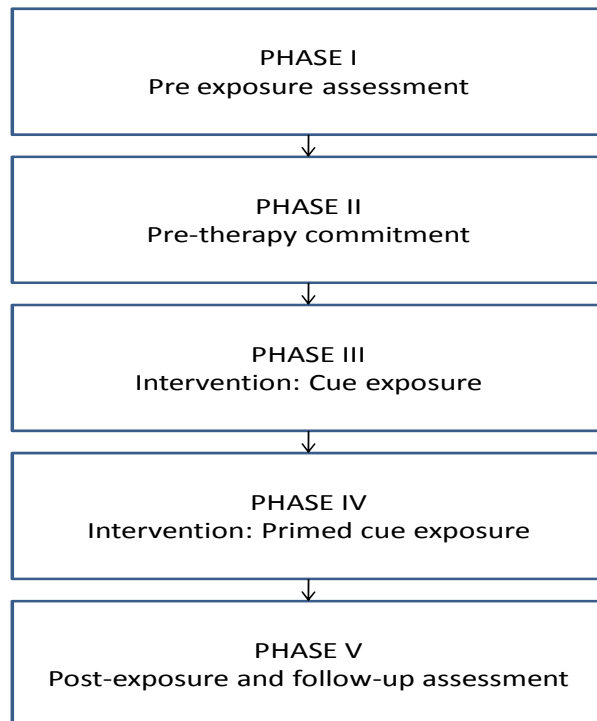 PHASE I
Pre exposure assessment
PHASE II
Pre-therapy commitment
PHASE III
Intervention: Cue exposure
PHASE IV
Intervention: Primed cue exposure
PHASE V
Post-exposure and follow-up assessment